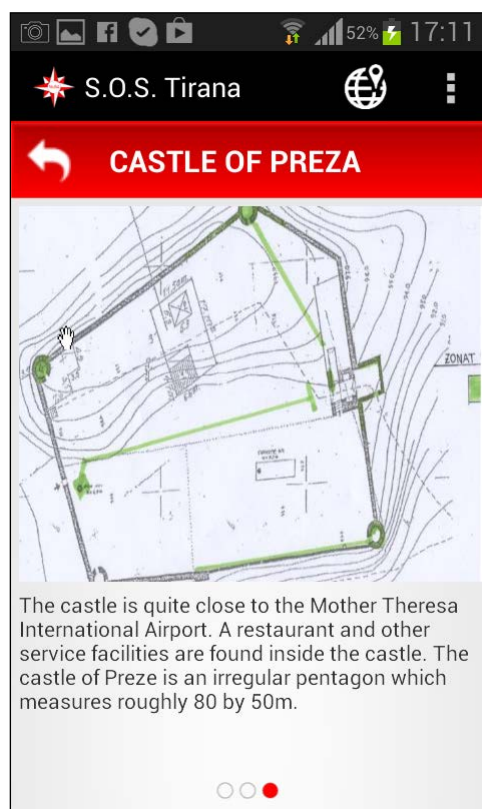 52% 17:11
S.O.S. Tirana
CASTLE OF PREZA
ZONAT
The castle is quite close to the Mother Theresa
International Airport. A restaurant and other
service facilities are found inside the castle. The
castle of Preze is an irregular pentagon which
measures roughly 80 by 50m.